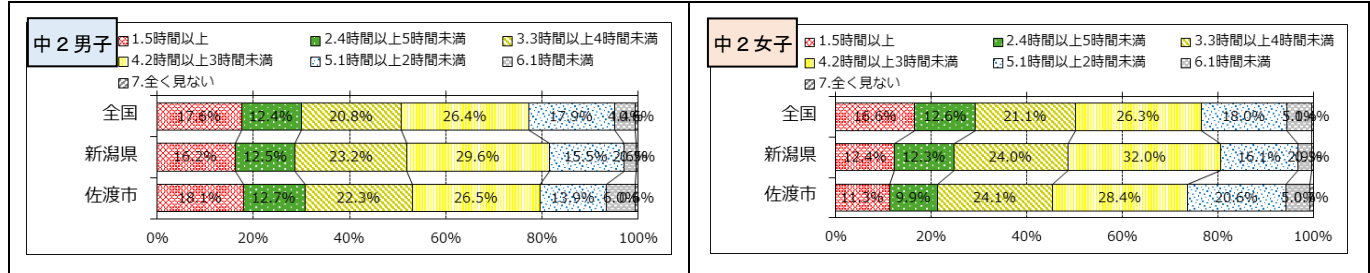 中2男子
1.5時間以上
2.4時間以上5時間未満
3.3時間以上4時間未満
4.2時間以上3時間未満
5.1時間以上2時間未満
6.1時間未満
7.全く見ない
全国
17.6% 12.4% 20.8% 26.4% 17.9%
新潟県
16.2% 12.5% 23.2% 29.6% 15.5%
佐渡市
18.1% 12.7% 22.3% 26.5% 13.9% 6.0%
0% 20% 40% 60% 80% 100%
中2女子
1.5時間以上
2.4時間以上5時間未満
3.3時間以上4時間未満
4.2時間以上3時間未満
5.1時間以上2時間未満
6.1時間未満
7.全く見ない
全国
16.6% 12.6% 21.1% 26.3% 18.0%
新潟県
12.4% 12.3% 24.0% 32.0% 16.1%
佐渡市
11.3% 9.9% 24.1% 28.4% 20.6% 5.0%
0% 20% 40% 60% 80% 100%